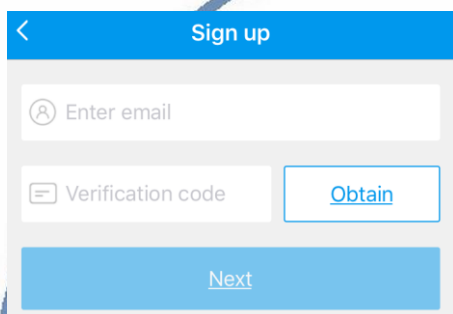 Sign up
Enter email
Verification code
Obtain
Next